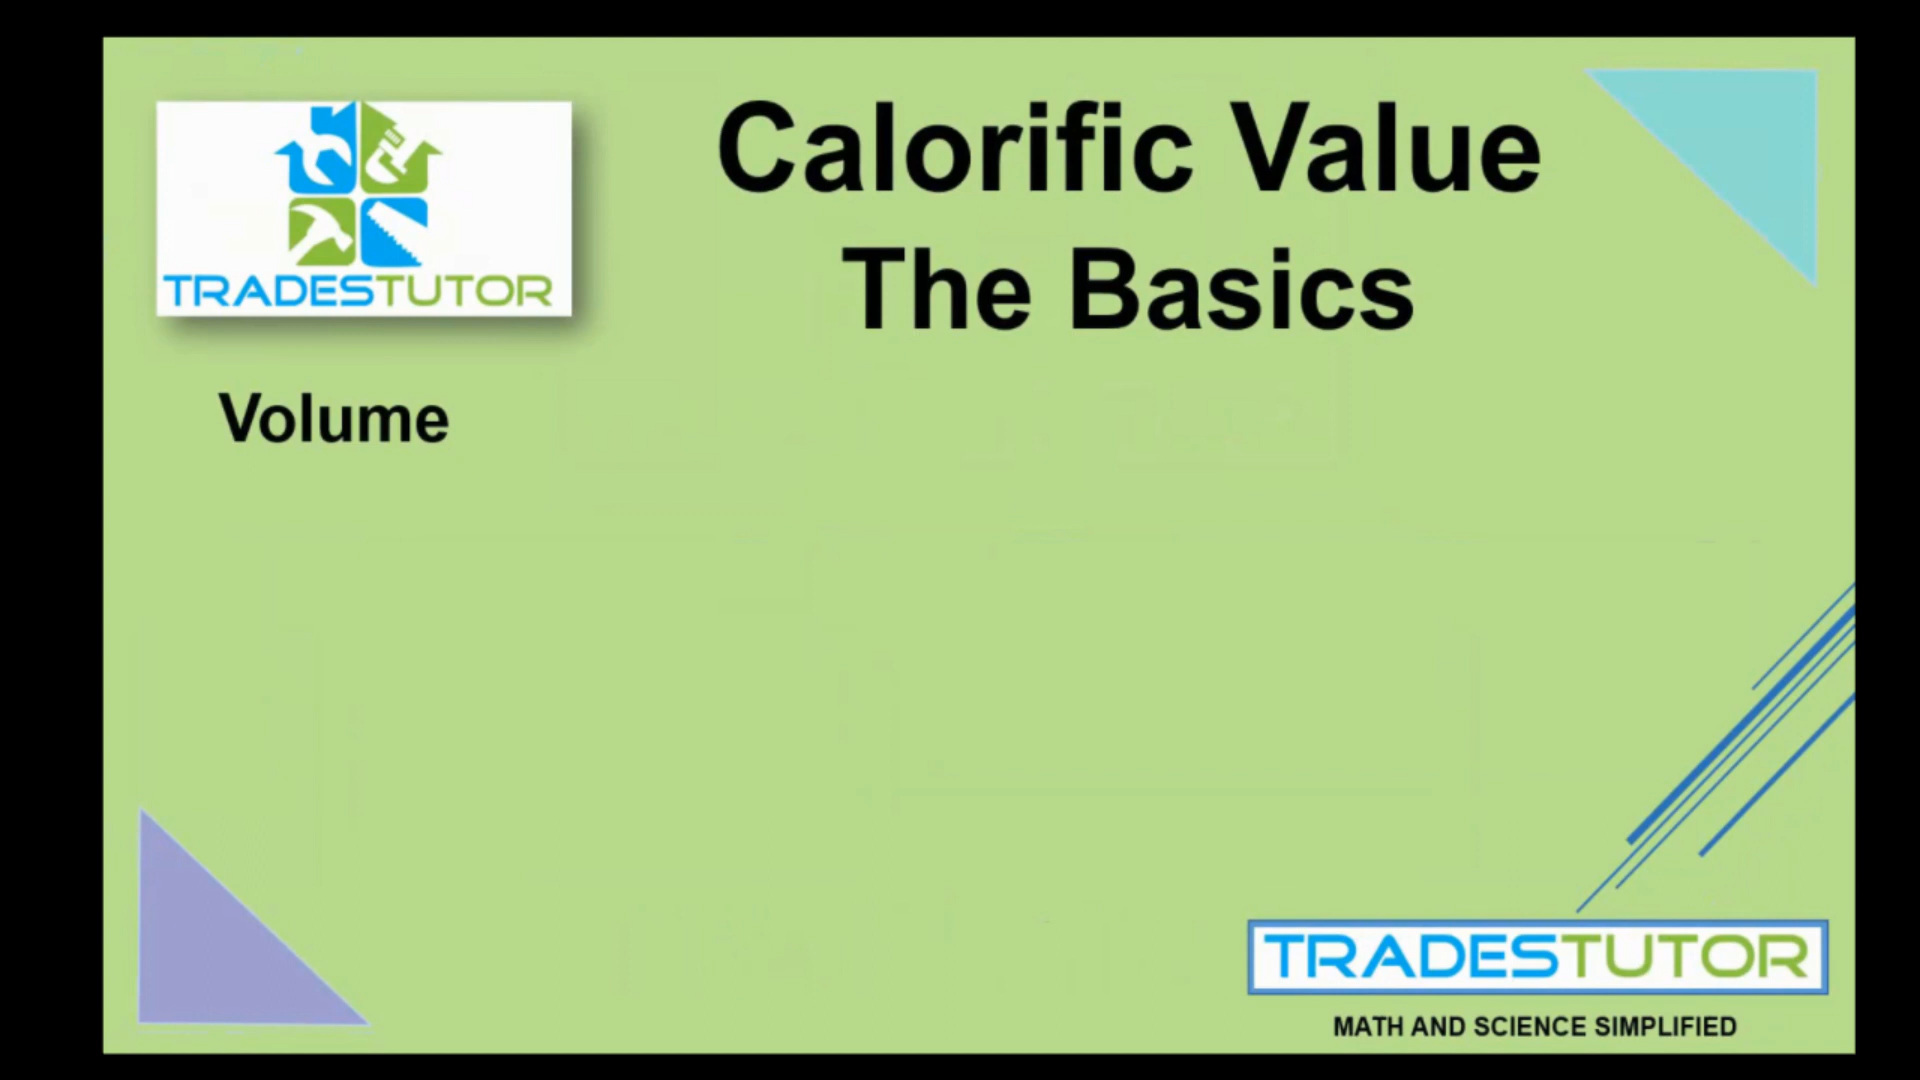 Calorific Value
The Basics
TRADESTUTOR
Volume
TRADESTUTOR
MATH AND SCIENCE SIMPLIFIED